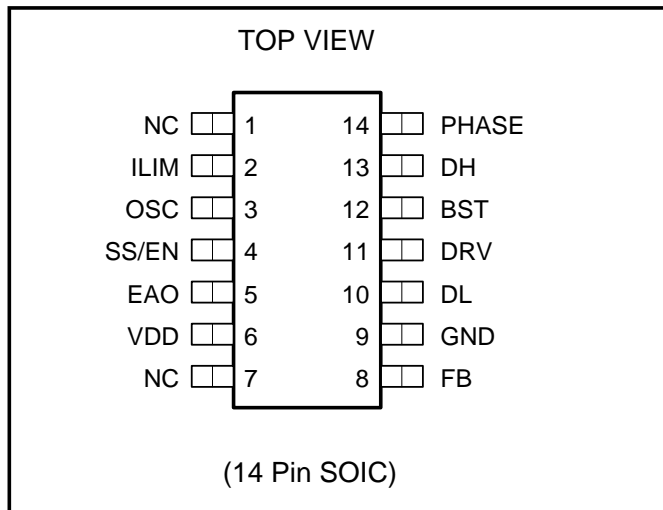 TOP VIEW
NC 1 14 PHASE
ILIM 2 13 DH
OSC 3 12 BST
SS/EN 4 11 DRV
EAO 5 10 DL
VDD 6 9 GND
NC 7 8 FB
(14 Pin SOIC)